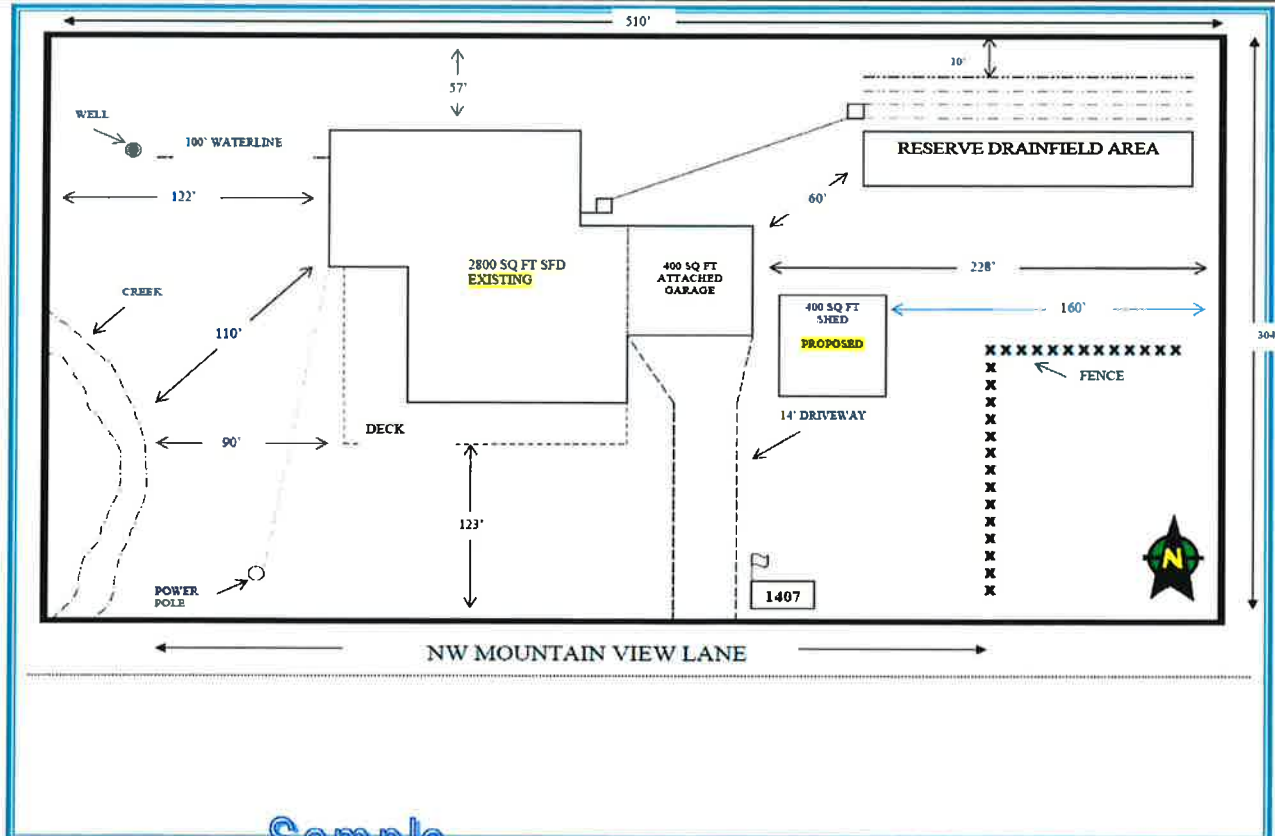 510'
10'
57'
WELL
100' WATERLINE
RESERVE DRAINFIELD AREA
122'
60'
2800 SQ FT SFD
EXISTING
400 SQ FT
ATTACHED
GARAGE
228'
CREEK
400 SQ FT
SHED
PROPOSED
160'
304
110'
FENCE
14' DRIVEWAY
DECK
90'
123'
N
POWER
POLE
1407
NW MOUNTAIN VIEW LANE
Sample